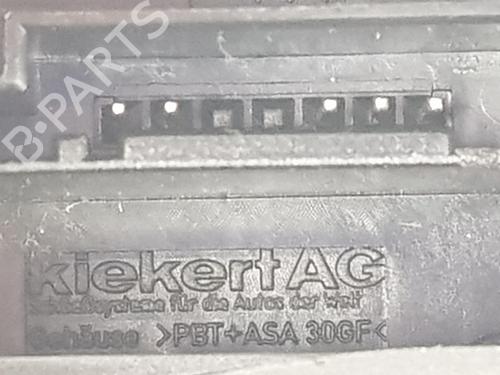 B-PARTS
kiekert AG
Schließsysteme für die Autos der Welt
Gehäuse >PBT+ASA 30GF<